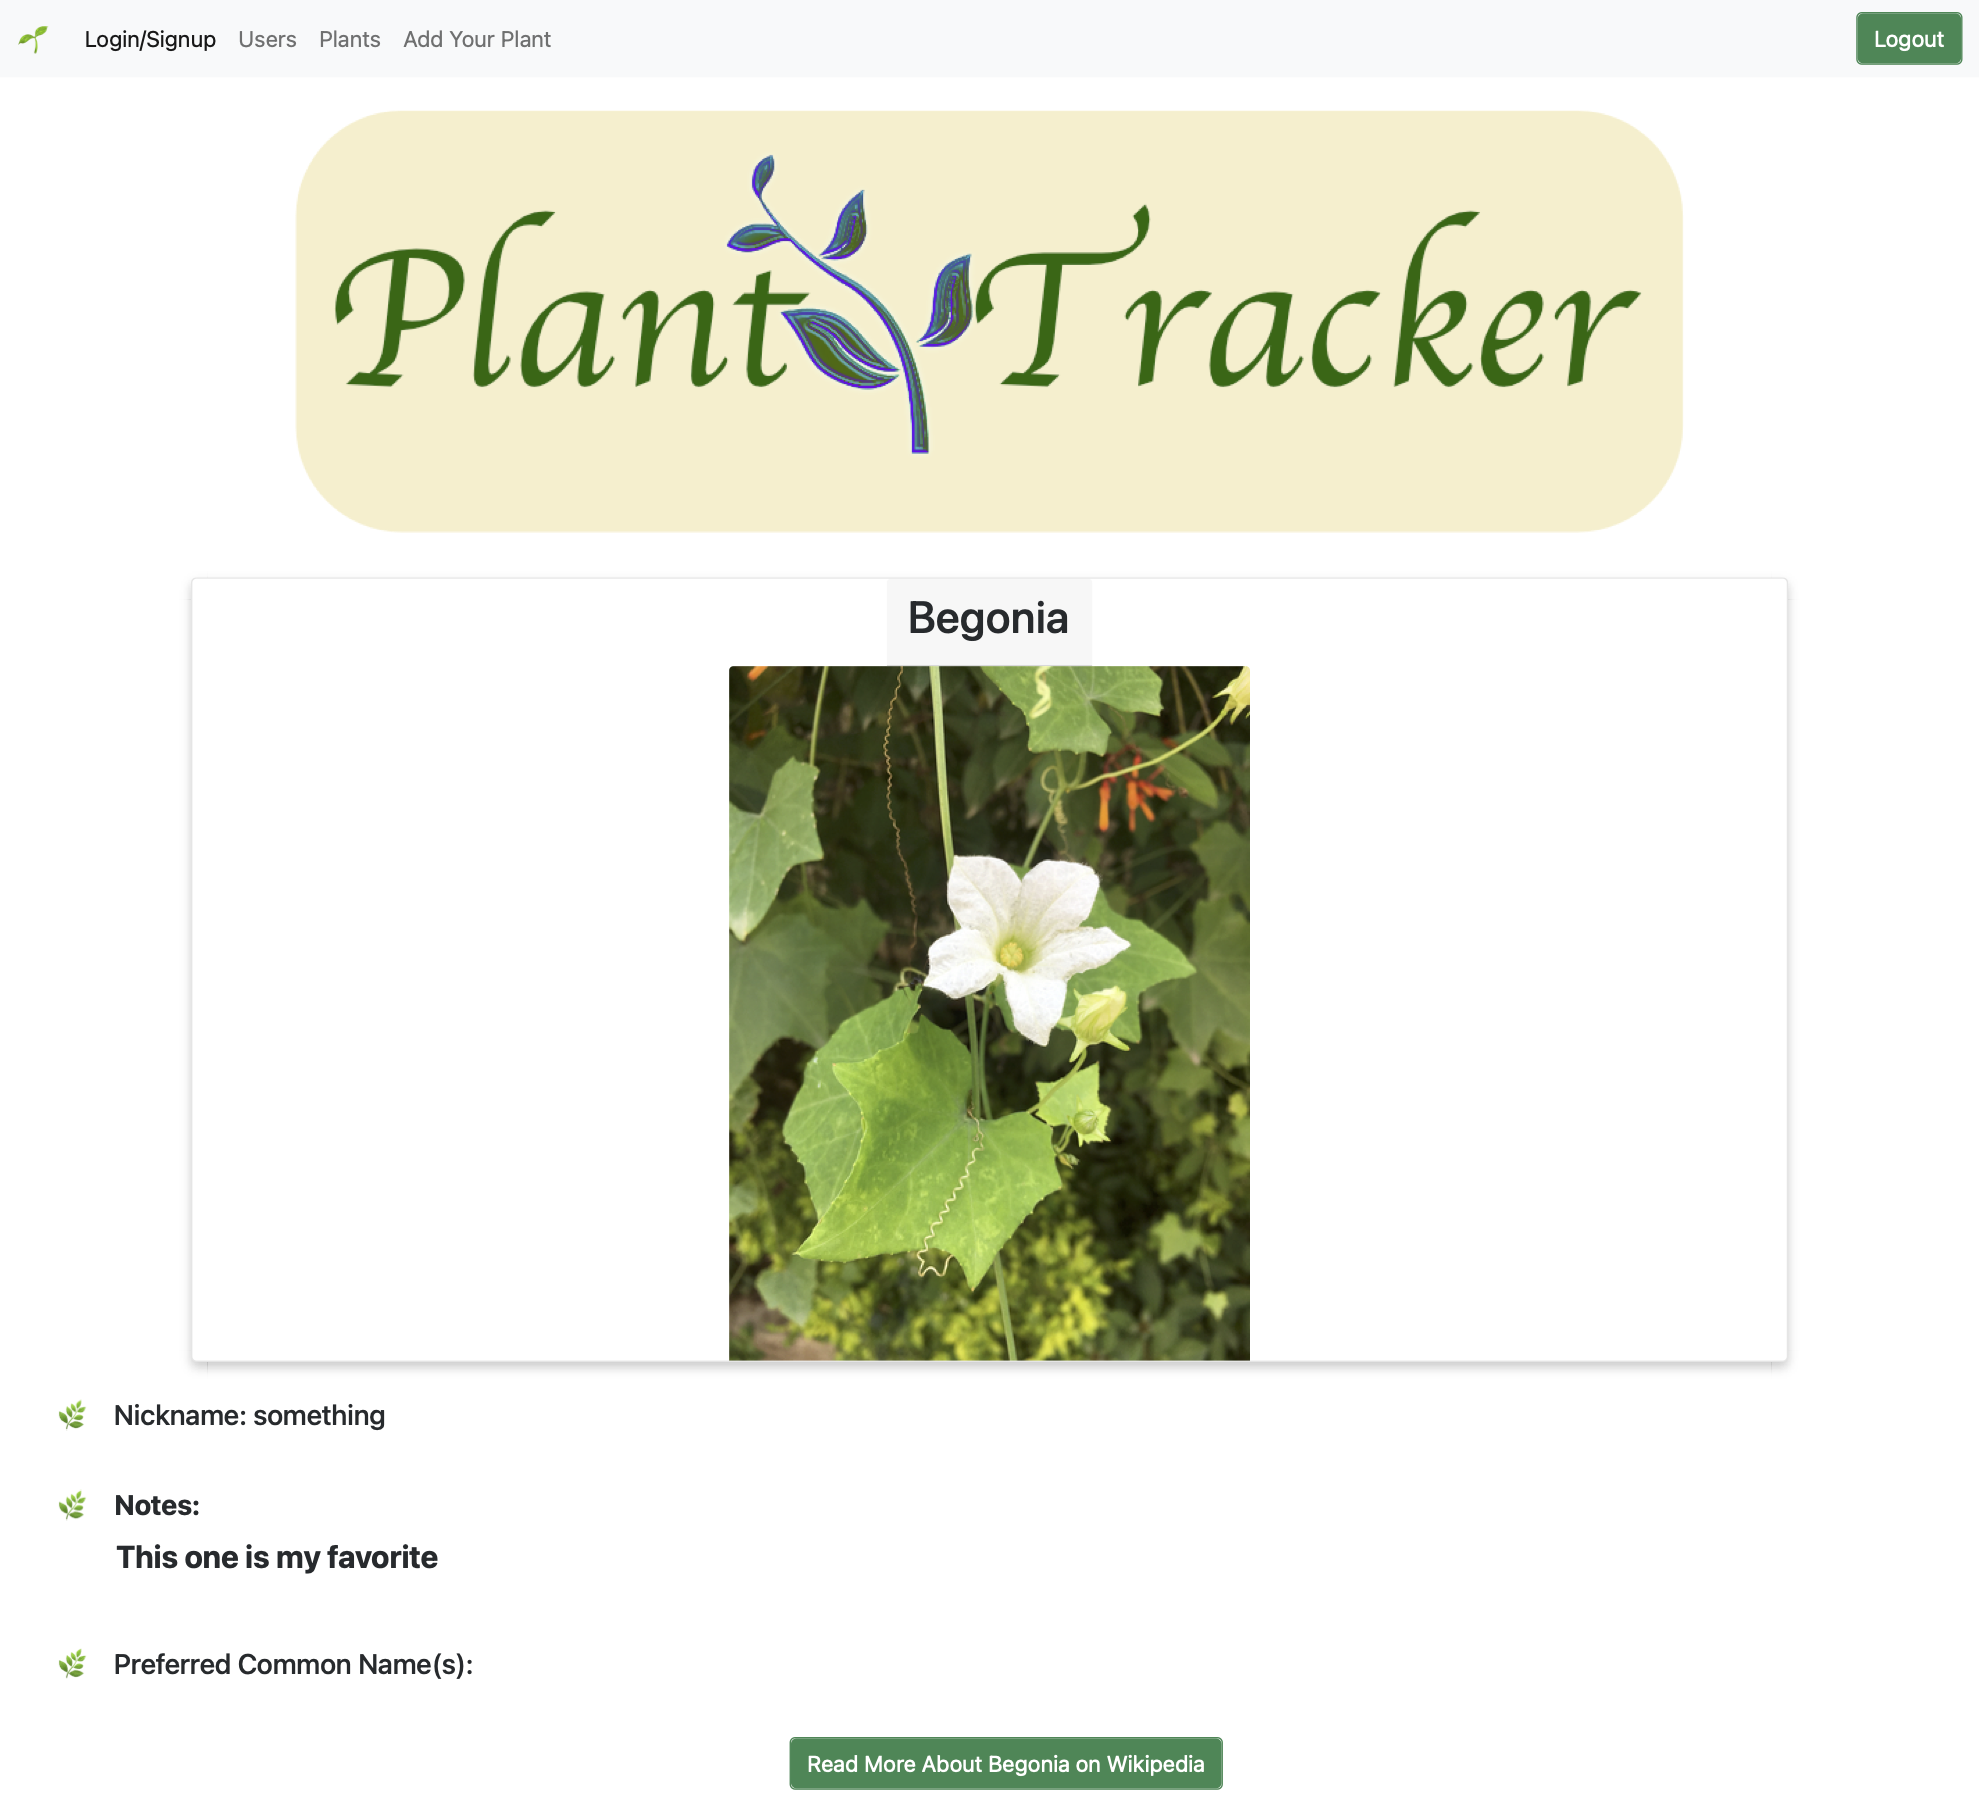 Login/Signup Users Plants Add Your Plant Logout
Plant Tracker
Begonia
Nickname: something
Notes:
This one is my favorite
Preferred Common Name(s):
Read More About Begonia on Wikipedia